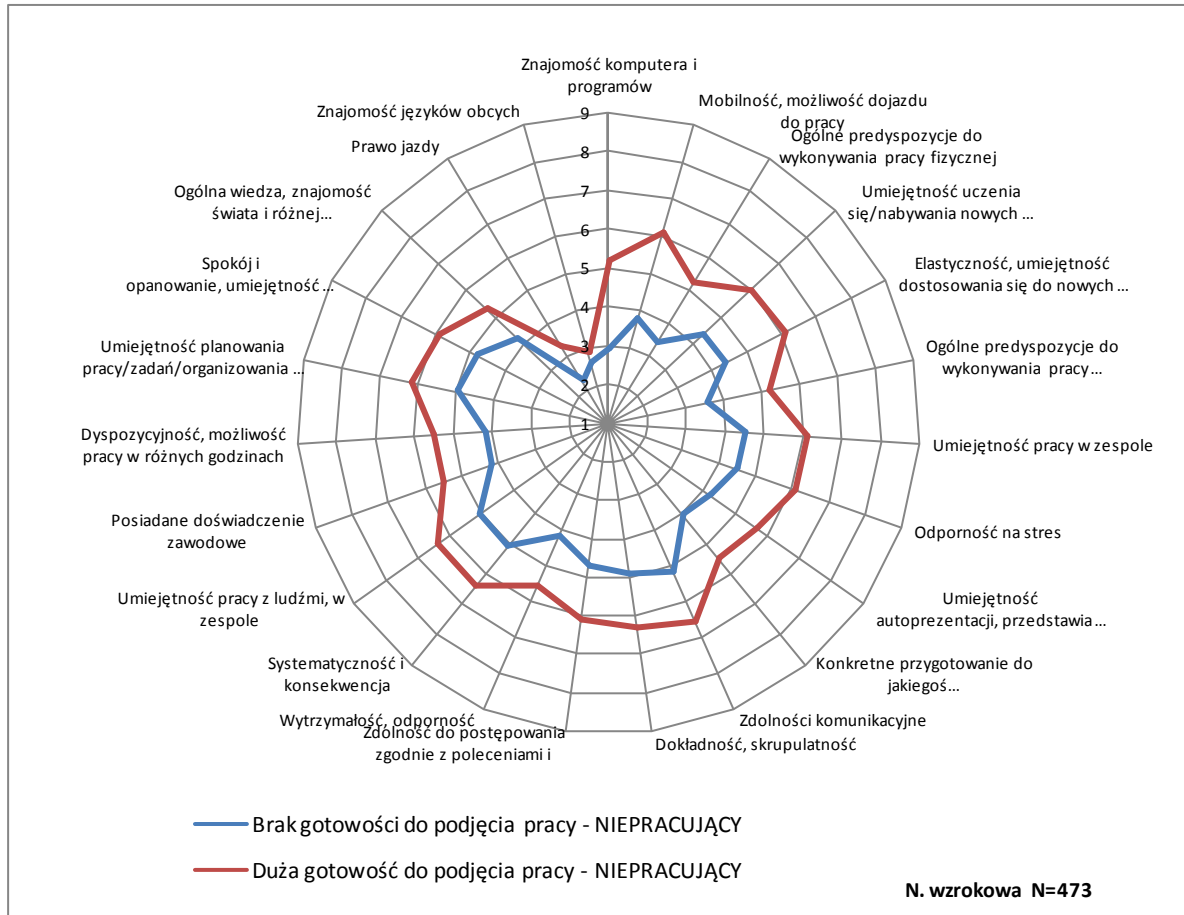 Znajomość komputera i
programów
Mobilność, możliwość dojazdu
do pracy
Ogólne predyspozycje do
wykonywania pracy fizycznej
Umiejętność uczenia
się/nabywania nowych ...
Elastyczność, umiejętność
dostosowania się do nowych ...
Ogólne predyspozycje do
wykonywania pracy...
Umiejętność pracy w zespole
Odporność na stres
Umiejętność
autoprezentacji, przedstawia ...
Konkretne przygotowanie do
jakiegoś...
Zdolności komunikacyjne
Dokładność, skrupulatność
Zdolność do postępowania
zgodnie z poleceniami i
Wytrzymałość, odporność
Systematyczność i
konsekwencja
Umiejętność pracy z ludźmi, w
zespole
Posiadane doświadczenie
zawodowe
Dyspozycyjność, możliwość
pracy w różnych godzinach
Umiejętność planowania
pracy/zadań/organizowania ...
Spokój i
opanowanie, umiejętność ...
Ogólna wiedza, znajomość
świata i różnej...
Prawo jazdy
Znajomość języków obcych
9
8
7
6
5
4
3
2
1
Brak gotowości do podjęcia pracy - NIEPRACUJĄCY
Duża gotowość do podjęcia pracy - NIEPRACUJĄCY
N. wzrokowa N=473